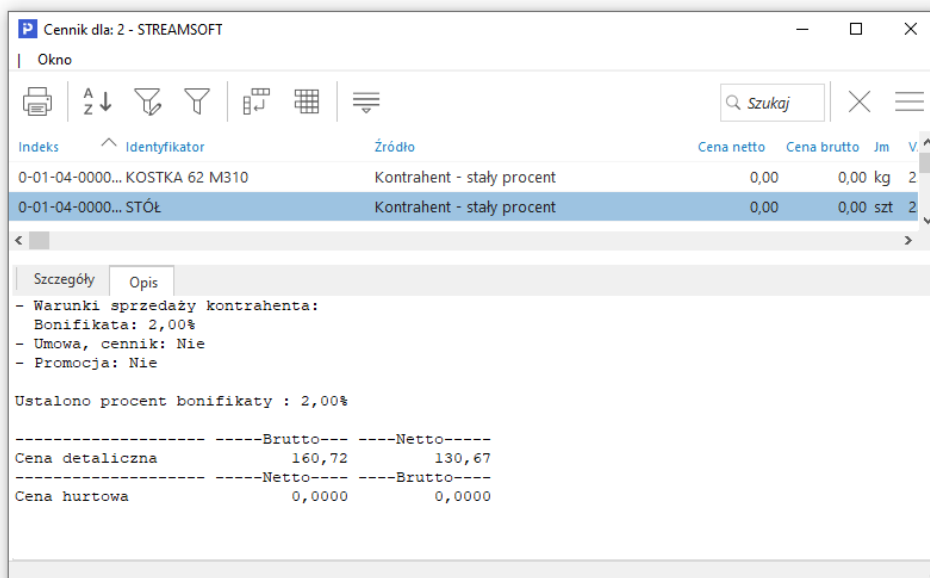 Cennik dla: 2 - STREAMSOFT
| Okno
A Z Szukaj
Indeks Identyfikator Źródło Cena netto Cena brutto Jm V.
0-01-04-0000... KOSTKA 62 M310 Kontrahent - stały procent 0,00 0,00 kg 2
0-01-04-0000... STÓŁ Kontrahent - stały procent 0,00 0,00 szt 2
Szczegóły Opis
- Warunki sprzedaży kontrahenta:
Bonifikata: 2,00%
- Umowa, cennik: Nie
- Promocja: Nie
Ustalono procent bonifikaty : 2,00%
-------------------- -----Brutto--- ----Netto-----
Cena detaliczna 160,72 130,67
-------------------- -----Netto---- ----Brutto----
Cena hurtowa 0,0000 0,0000